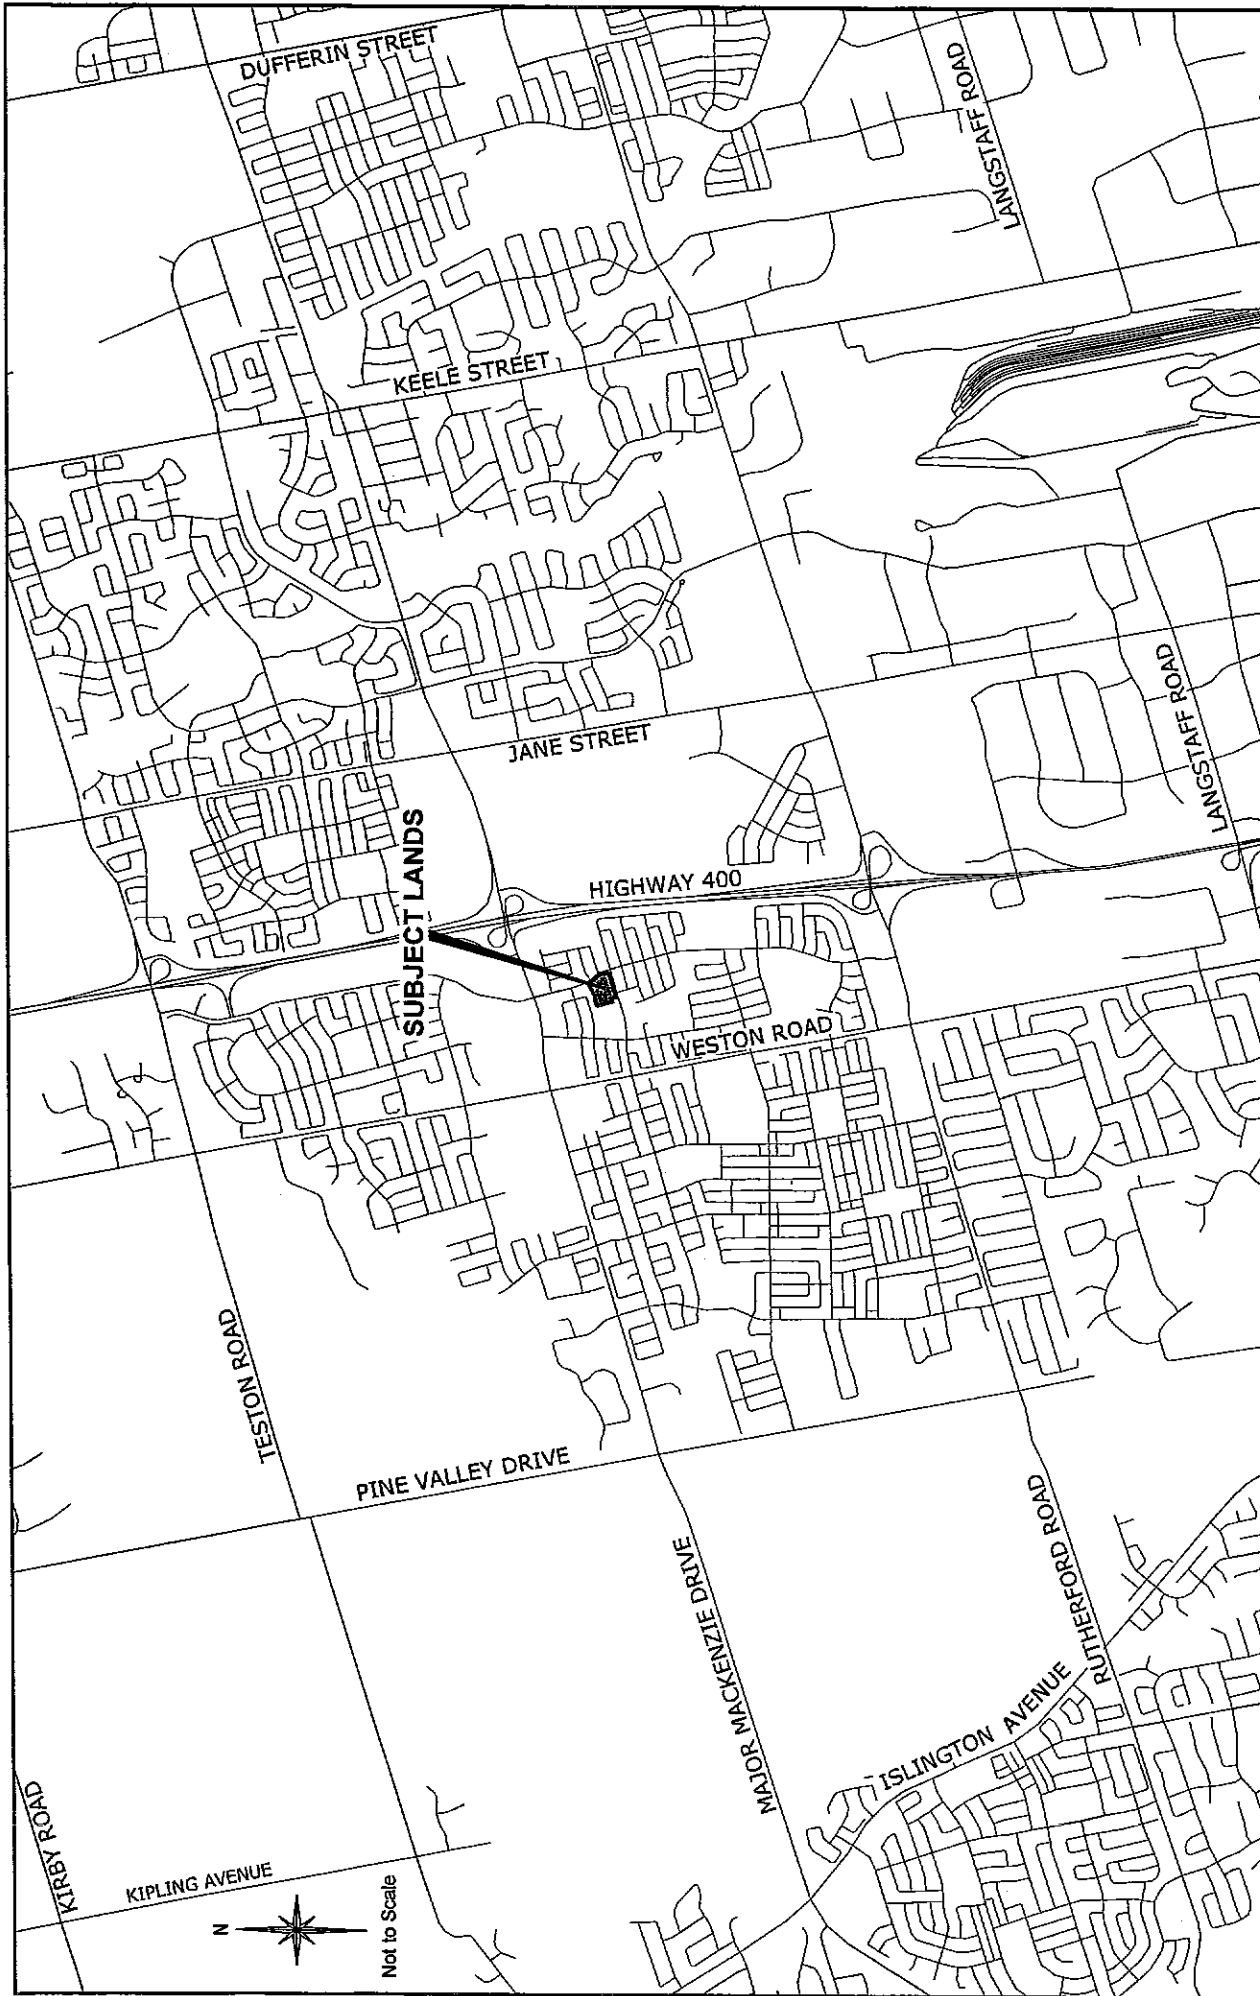 DUFFERIN STREET
LANGSTAFF ROAD
KEELE STREET
JANE STREET
LANGSTAFF ROAD
SUBJECT LANDS
HIGHWAY 400
WESTON ROAD
TESTON ROAD
PINE VALLEY DRIVE
MAJOR MACKENZIE DRIVE
RUTHERFORD ROAD
ISLINGTON AVENUE
KIRBY ROAD
KIPLING AVENUE
N
Not to Scale